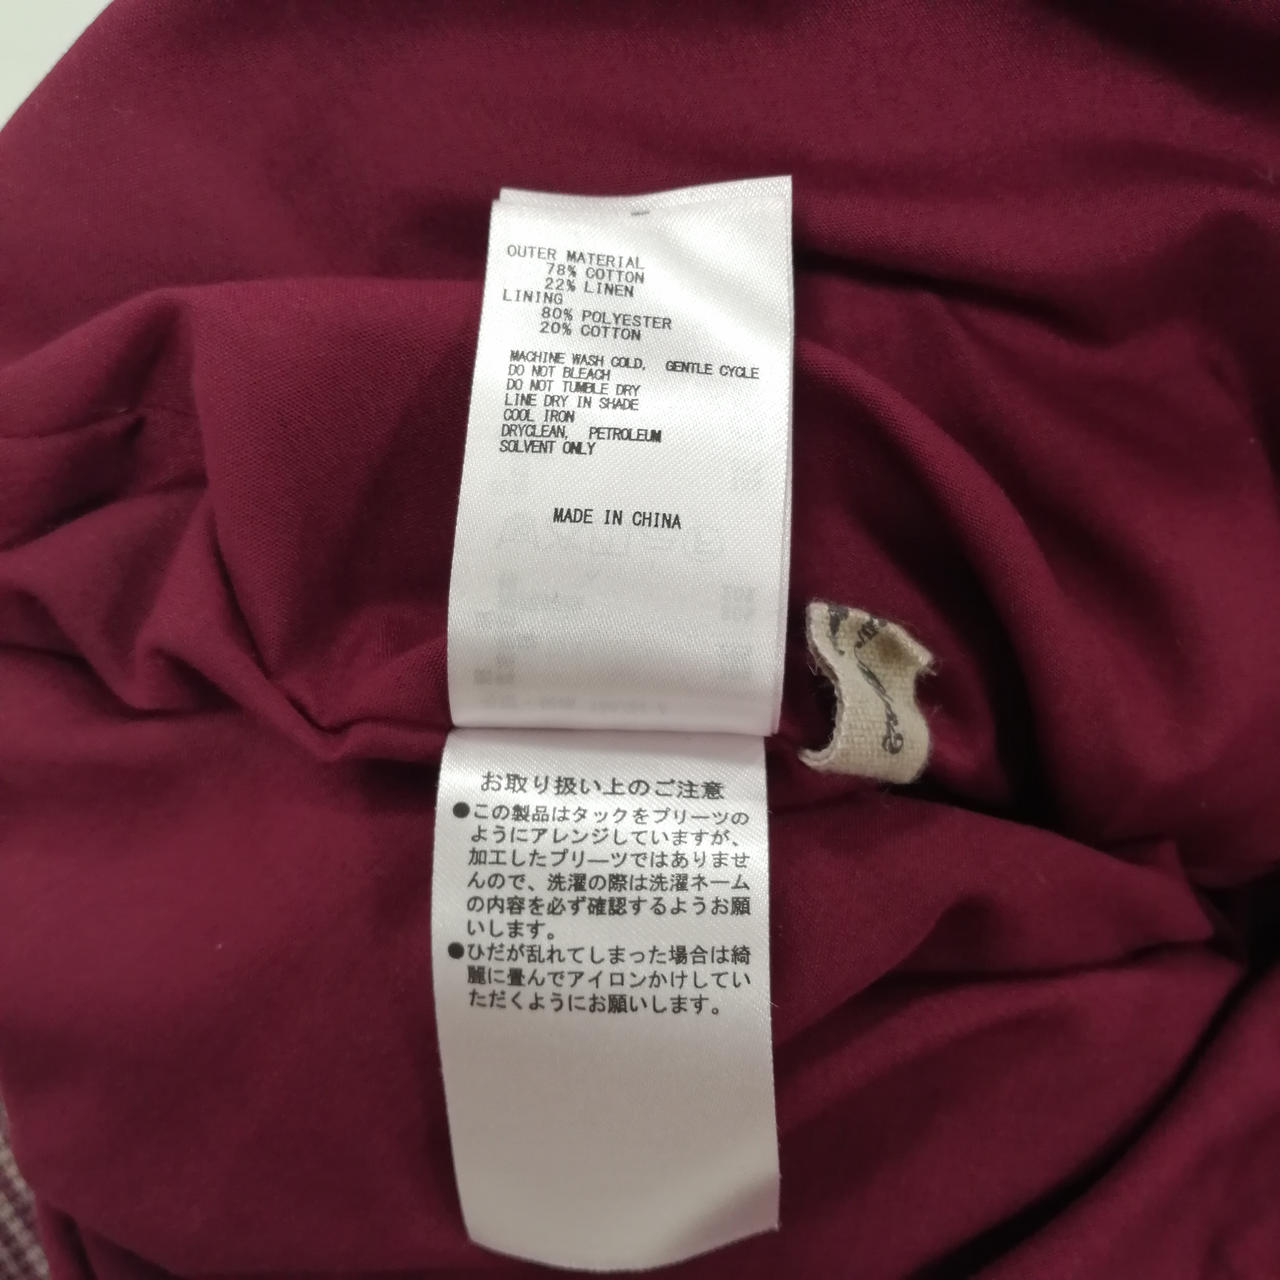 OUTER MATERIAL
78% COTTON
22% LINEN
LINING
80% POLYESTER
20% COTTON
MACHINE WASH COLD, GENTLE CYCLE
DO NOT BLEACH
DO NOT TUMBLE DRY
LINE DRY IN SHADE
COOL IRON
DRYCLEAN, PETROLEUM
SOLVENT ONLY
MADE IN CHINA
お取り扱い上のご注意
●この製品はタックをプリーツの
ようにアレンジしていますが、
加工したプリーツではありませ
んので、洗濯の際は洗濯ネーム
の内容を必ず確認するようお願
いします。
●ひだが乱れてしまった場合は綺
麗に畳んでアイロンかけしてい
ただくようにお願いします。